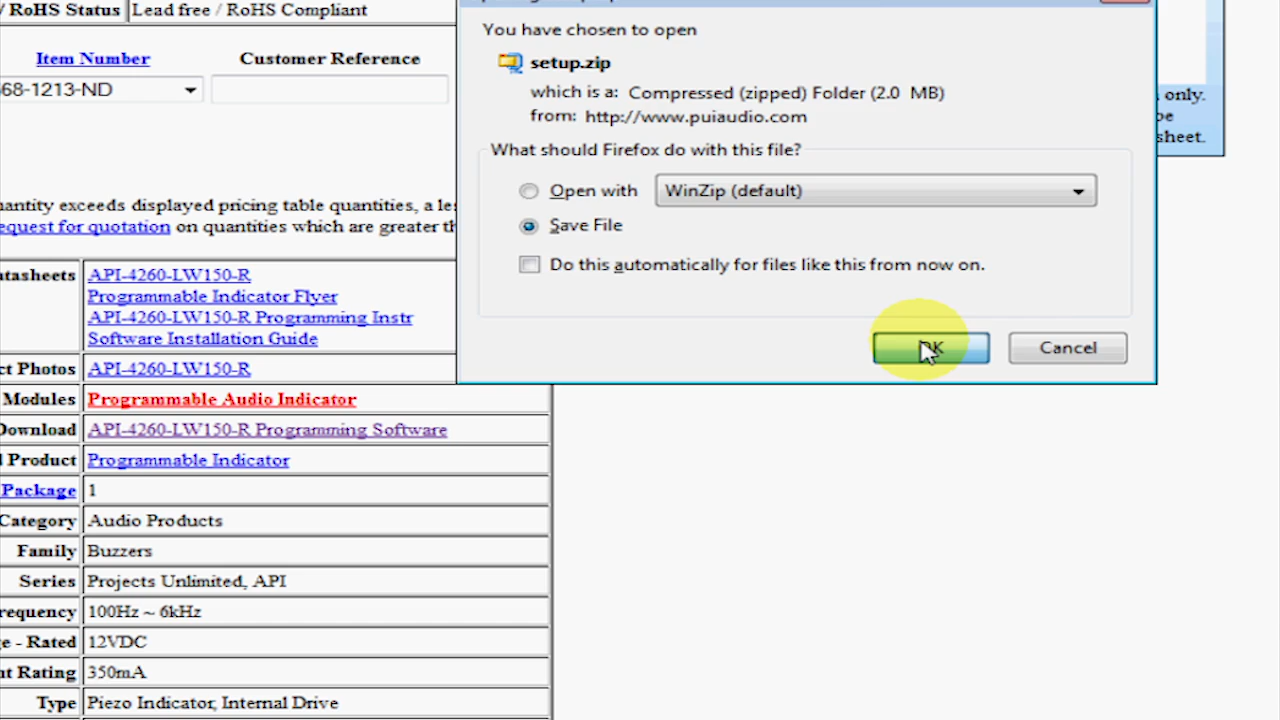 / RoHS Status Lead free / RoHS Compliant
Item Number Customer Reference
68-1213-ND
antity exceeds displayed pricing table quantities, a les
equest for quotation on quantities which are greater th
atasheets API-4260-LW150-R
Programmable Indicator Flyer
API-4260-LW150-R Programming Instr
Software Installation Guide
ct Photos API-4260-LW150-R
Modules Programmable Audio Indicator
Download API-4260-LW150-R Programming Software
l Product Programmable Indicator
Package 1
Category Audio Products
Family Buzzers
Series Projects Unlimited, API
requency 100Hz ~ 6kHz
e - Rated 12VDC
nt Rating 350mA
Type Piezo Indicator, Internal Drive
You have chosen to open
setup.zip
which is a: Compressed (zipped) Folder (2.0 MB)
from: http://www.puiaudio.com
What should Firefox do with this file?
Open with WinZip (default)
Save File
Do this automatically for files like this from now on.
OK Cancel
only.
be
sheet.